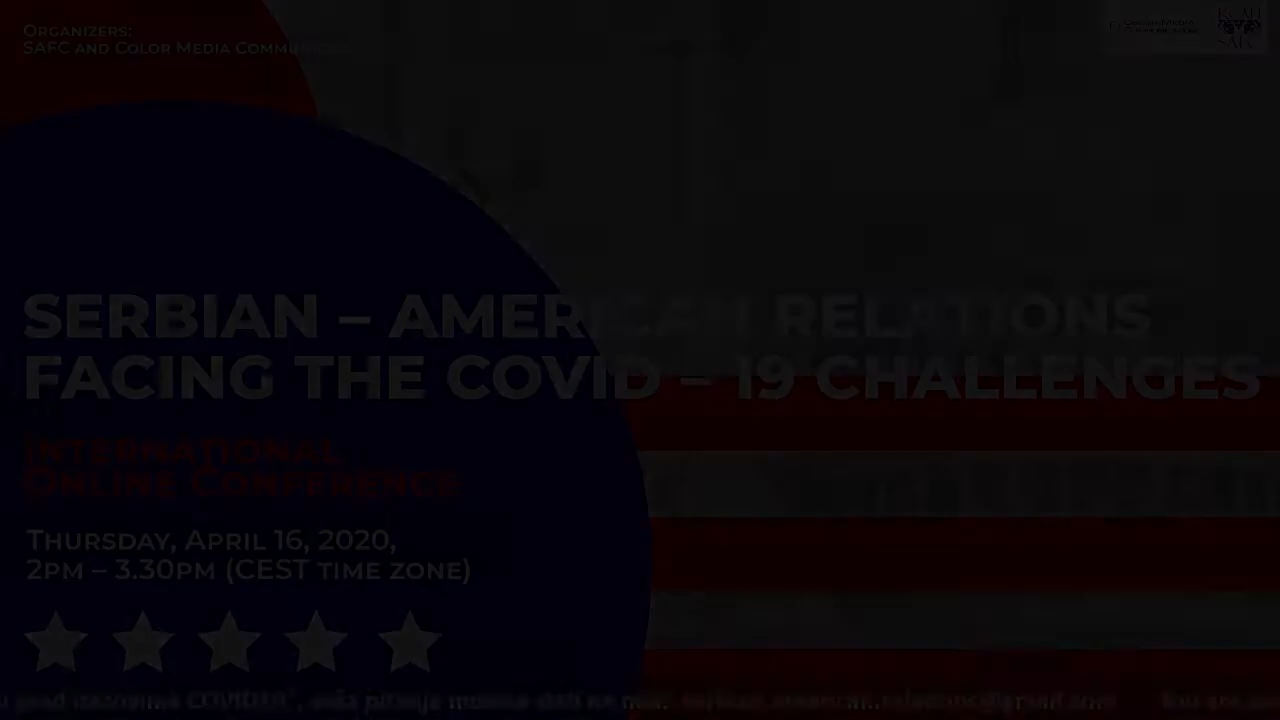 ORGANIZERS:
SAFC AND COLOR MEDIA
SAFC
SERBIAN – AMERICAN RELATIONS
FACING THE COVID – 19 CHALLENGES
INTERNATIONAL
ONLINE CONFERENCE
THURSDAY, APRIL 16, 2020,
2PM – 3.30PM (CEST TIME ZONE)